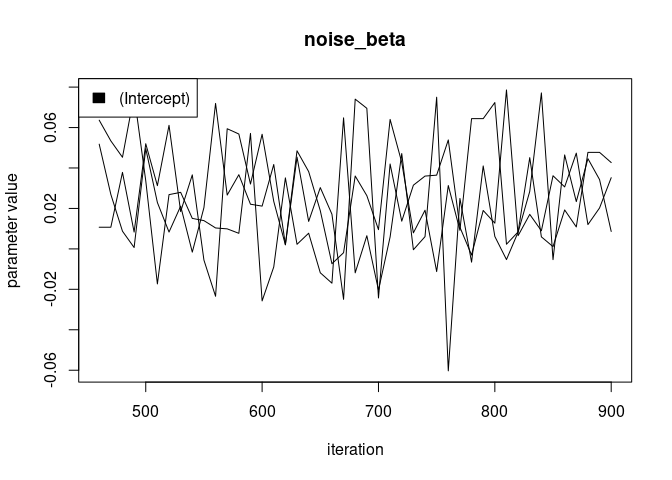 noise_beta
(Intercept)
parameter value
0.06
0.02
-0.02
-0.06
500 600 700 800 900
iteration